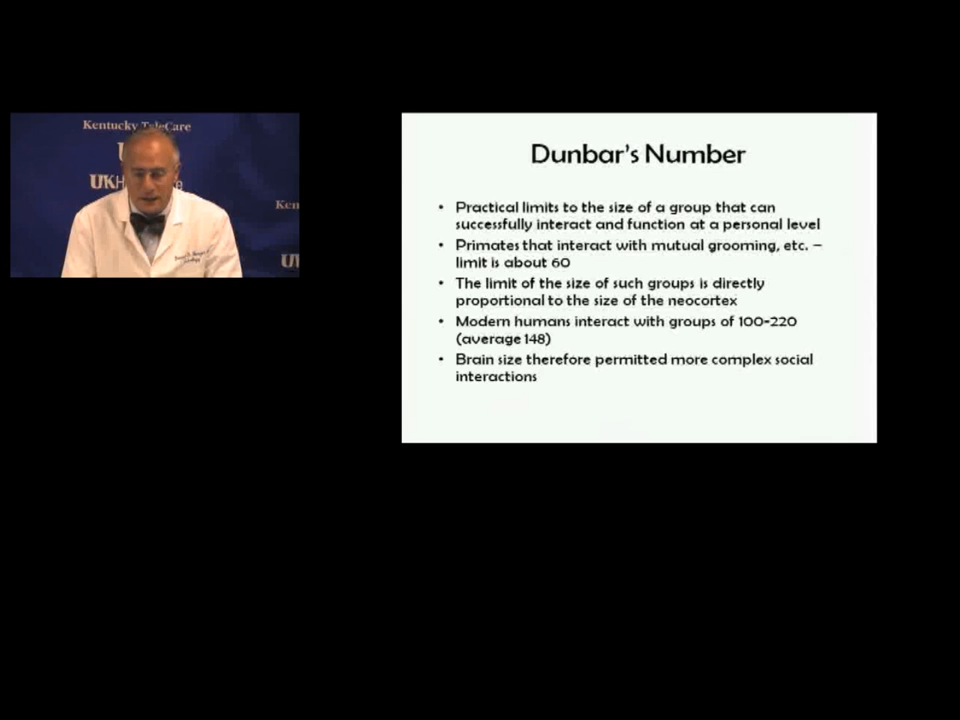 Kentucky TeleCare
UK
Ken
UK
Dunbar's Number
• Practical limits to the size of a group that can
successfully interact and function at a personal level
• Primates that interact with mutual grooming, etc. –
limit is about 60
• The limit of the size of such groups is directly
proportional to the size of the neocortex
• Modern humans interact with groups of 100-220
(average 148)
• Brain size therefore permitted more complex social
interactions